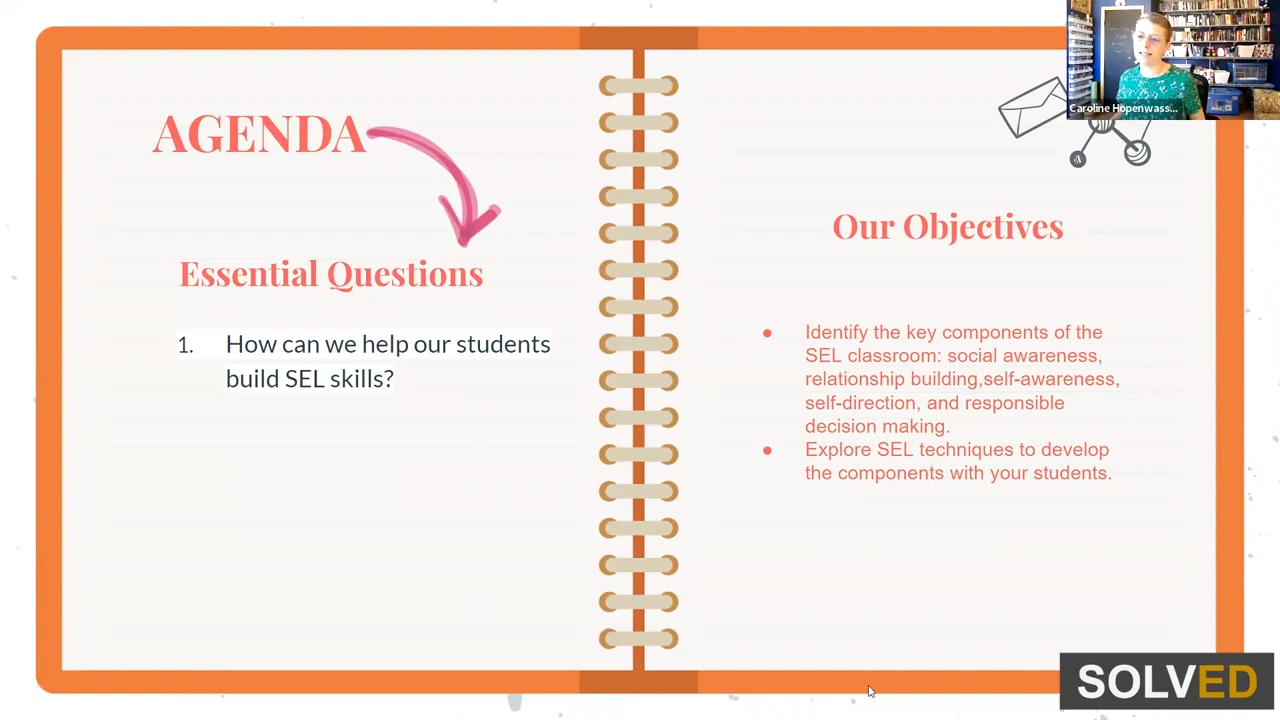 AGENDA
Essential Questions
1. How can we help our students
build SEL skills?
Our Objectives
● Identify the key components of the
SEL classroom: social awareness,
relationship building,self-awareness,
self-direction, and responsible
decision making.
● Explore SEL techniques to develop
the components with your students.
Caroline Hopenwass...
SOLVED